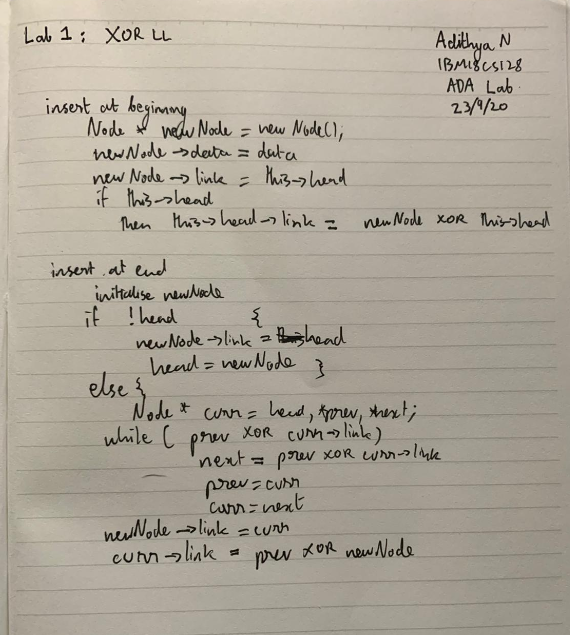 Lab 1 : XOR LL
Adithya N
1BM18CS128
ADA Lab
23/9/20
insert at beginning
Node * newNode = new Node();
newNode → data = data
newNode → link = this → head
if this → head
then this → head → link = newNode XOR this → head
insert at end
initialise newNode
if !head {
newNode → link = head
head = newNode }
else {
Node * curr = head, *prev, *next;
while ( prev XOR curr → link)
next = prev XOR curr → link
prev = curr
curr = next
newNode → link = curr
curr → link = prev XOR newNode